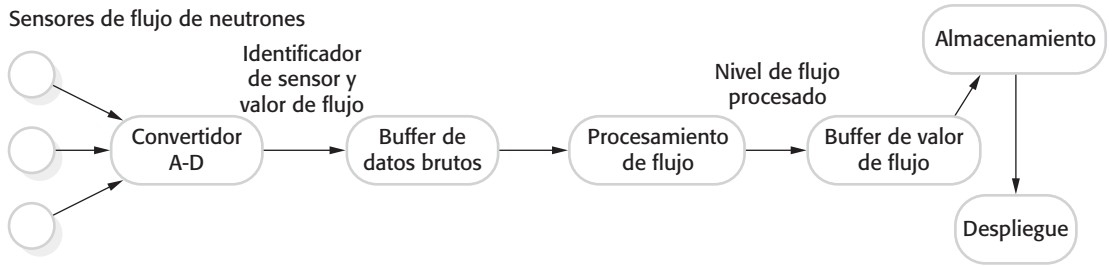 Sensores de flujo de neutrones
Identificador
de sensor y
valor de flujo
Convertidor
A-D
Buffer de
datos brutos
Procesamiento
de flujo
Nivel de flujo
procesado
Buffer de valor
de flujo
Almacenamiento
Despliegue